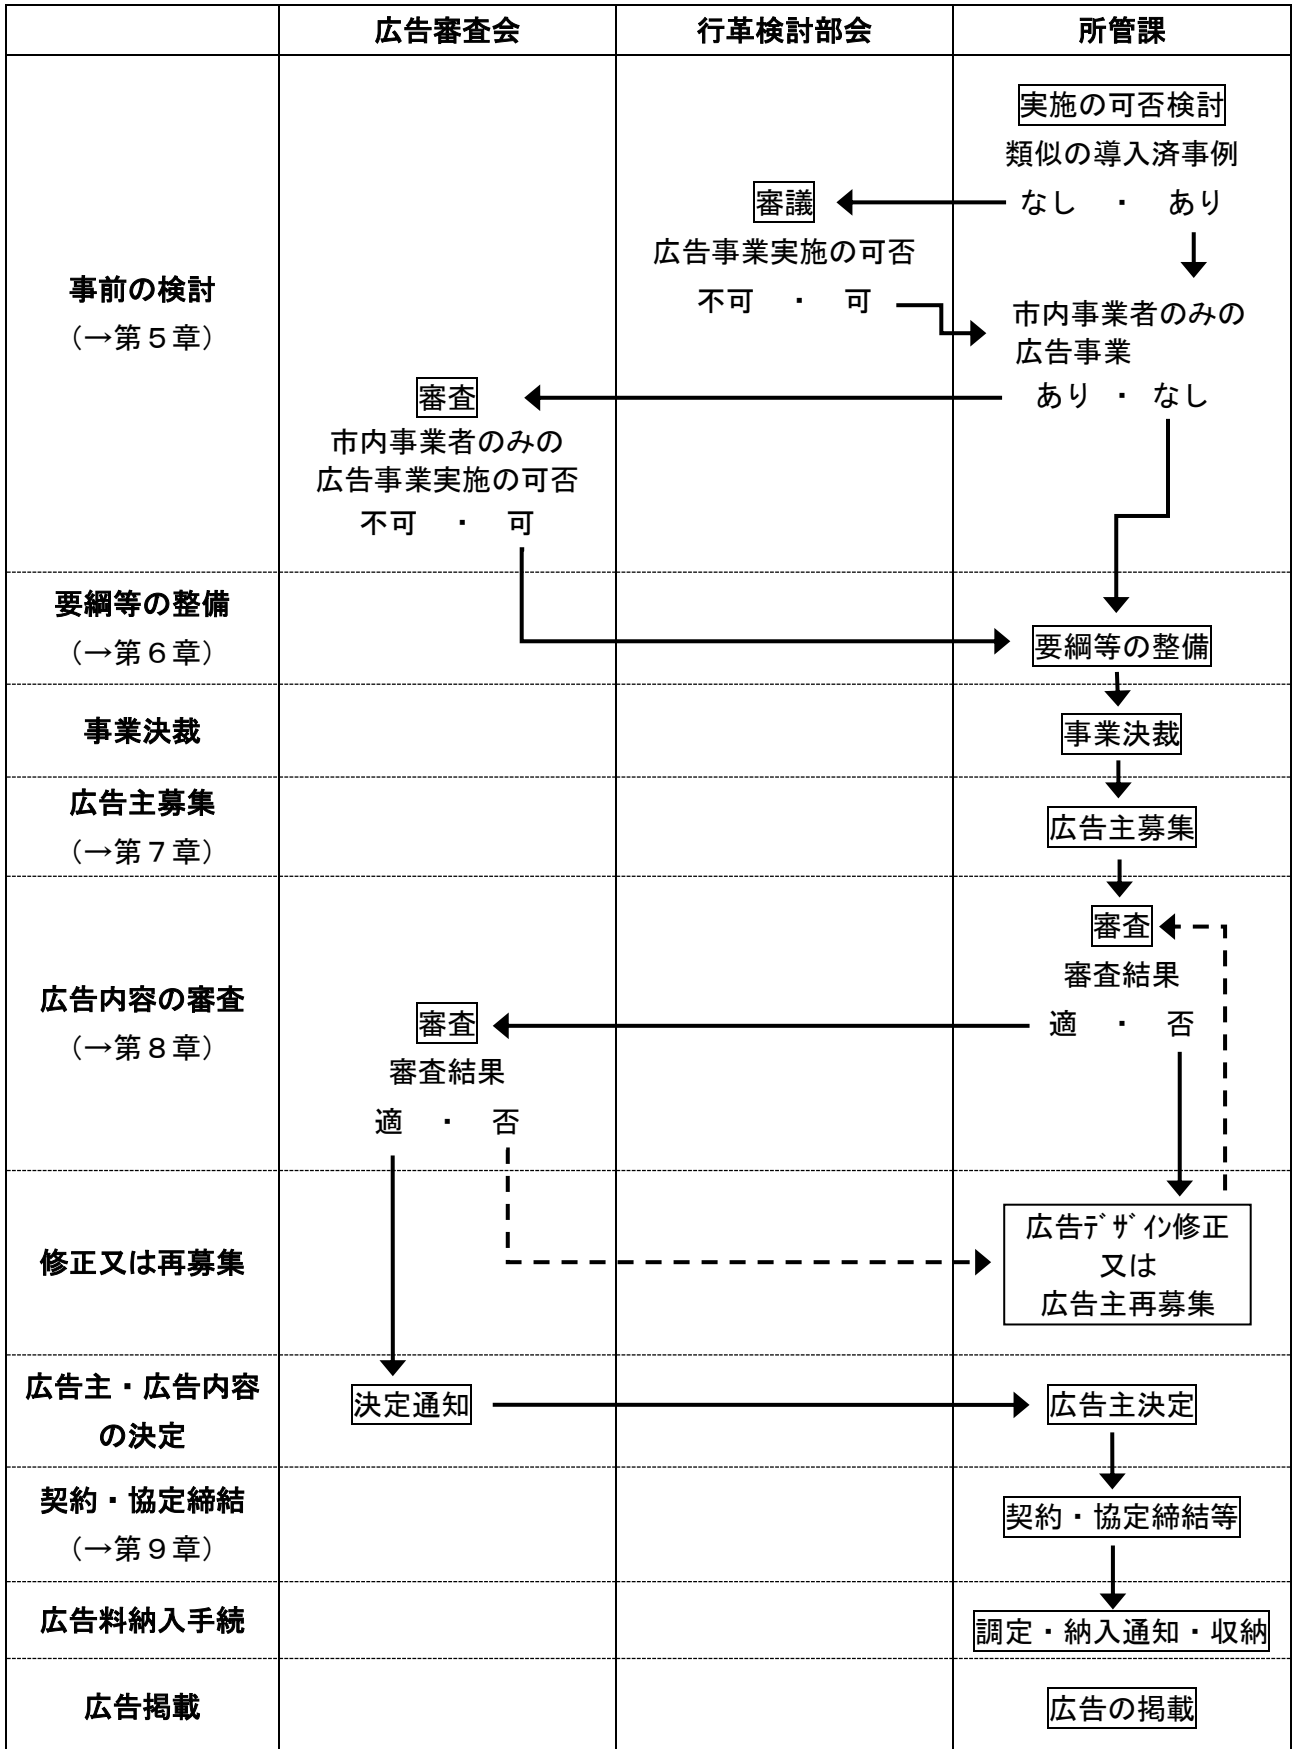 広告審査会
行革検討部会
所管課
事前の検討
（→第５章）
実施の可否検討
類似の導入済事例
なし　・　あり
審議
広告事業実施の可否
不可　・　可
市内事業者のみの
広告事業
あり ・ なし
審査
市内事業者のみの
広告事業実施の可否
不可　・　可
要綱等の整備
（→第６章）
要綱等の整備
事業決裁
事業決裁
広告主募集
（→第７章）
広告主募集
広告内容の審査
（→第８章）
審査
審査結果
適　・　否
審査
審査結果
適　・　否
修正又は再募集
広告ﾃﾞｻﾞｲﾝ修正
又は
広告主再募集
広告主・広告内容
の決定
決定通知
広告主決定
契約・協定締結
（→第９章）
契約・協定締結等
広告料納入手続
調定・納入通知・収納
広告掲載
広告の掲載